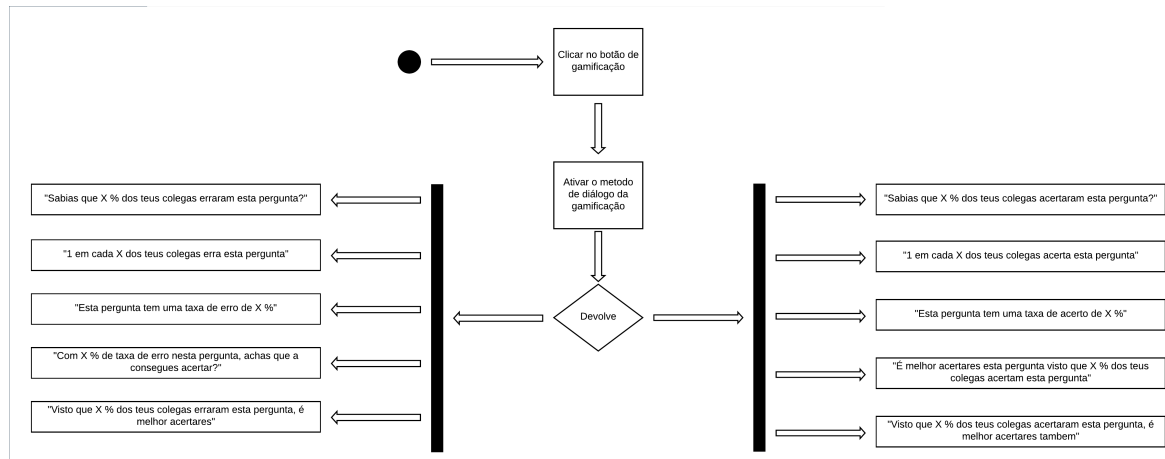 Clicar no botão de
gamificação
Ativar o metodo
de diálogo da
gamificação
Devolve
"Sabias que X % dos teus colegas erraram esta pergunta?"
"1 em cada X dos teus colegas erra esta pergunta"
"Esta pergunta tem uma taxa de erro de X %"
"Com X % de taxa de erro nesta pergunta, achas que a
consegues acertar?"
"Visto que X % dos teus colegas erraram esta pergunta, é
melhor acertares"
"Sabias que X % dos teus colegas acertaram esta pergunta?"
"1 em cada X dos teus colegas acerta esta pergunta"
"Esta pergunta tem uma taxa de acerto de X %"
"É melhor acertares esta pergunta visto que X % dos teus
colegas acertam esta pergunta"
"Visto que X % dos teus colegas acertaram esta pergunta, é
melhor acertares tambem"